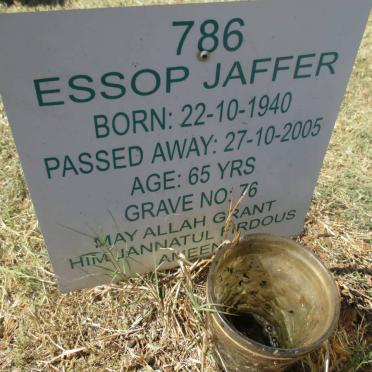 786
ESSOP JAFFER
BORN: 22-10-1940
PASSED AWAY: 27-10-2005
AGE: 65 YRS
GRAVE NO: 76
MAY ALLAH GRANT
HIM JANNATUL FIRDOUS
AMEEN